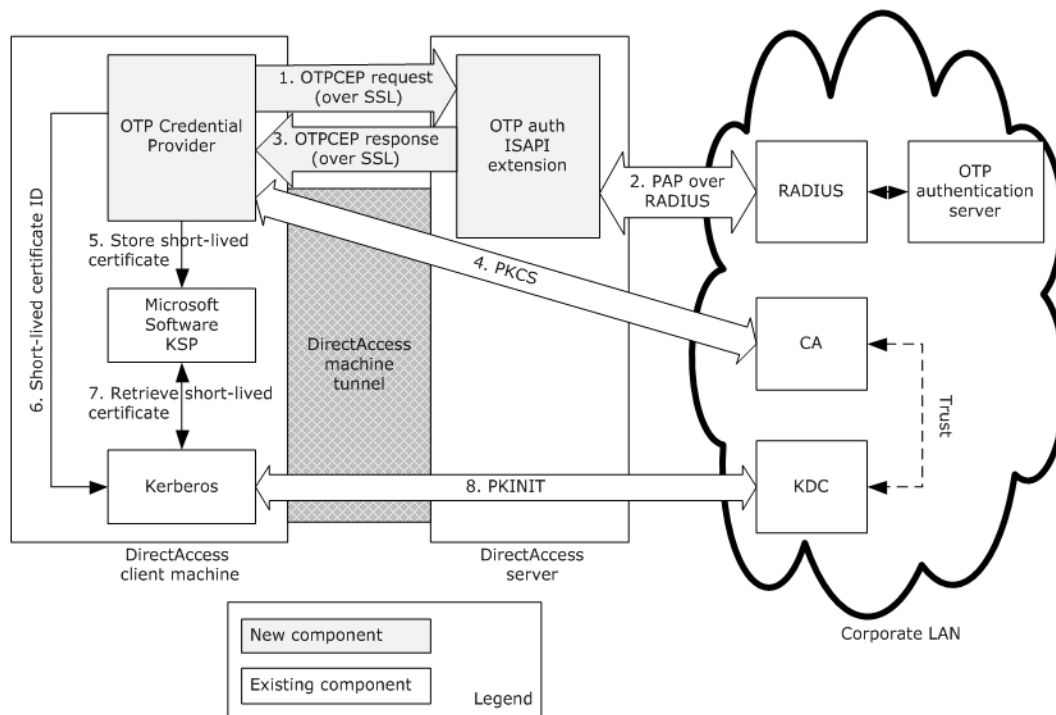 OTP Credential
Provider
1. OTPCEP request
(over SSL)
3. OTPCEP response
(over SSL)
OTP auth
ISAPI
extension
2. PAP over
RADIUS
RADIUS
OTP
authentication
server
6. Short-lived certificate ID
5. Store short-lived
certificate
4. PKCS
Microsoft
Software
KSP
DirectAccess
machine
tunnel
CA
7. Retrieve short-lived
certificate
Trust
Kerberos
8. PKINIT
KDC
DirectAccess
client machine
DirectAccess
server
Corporate LAN
New component
Existing component
Legend